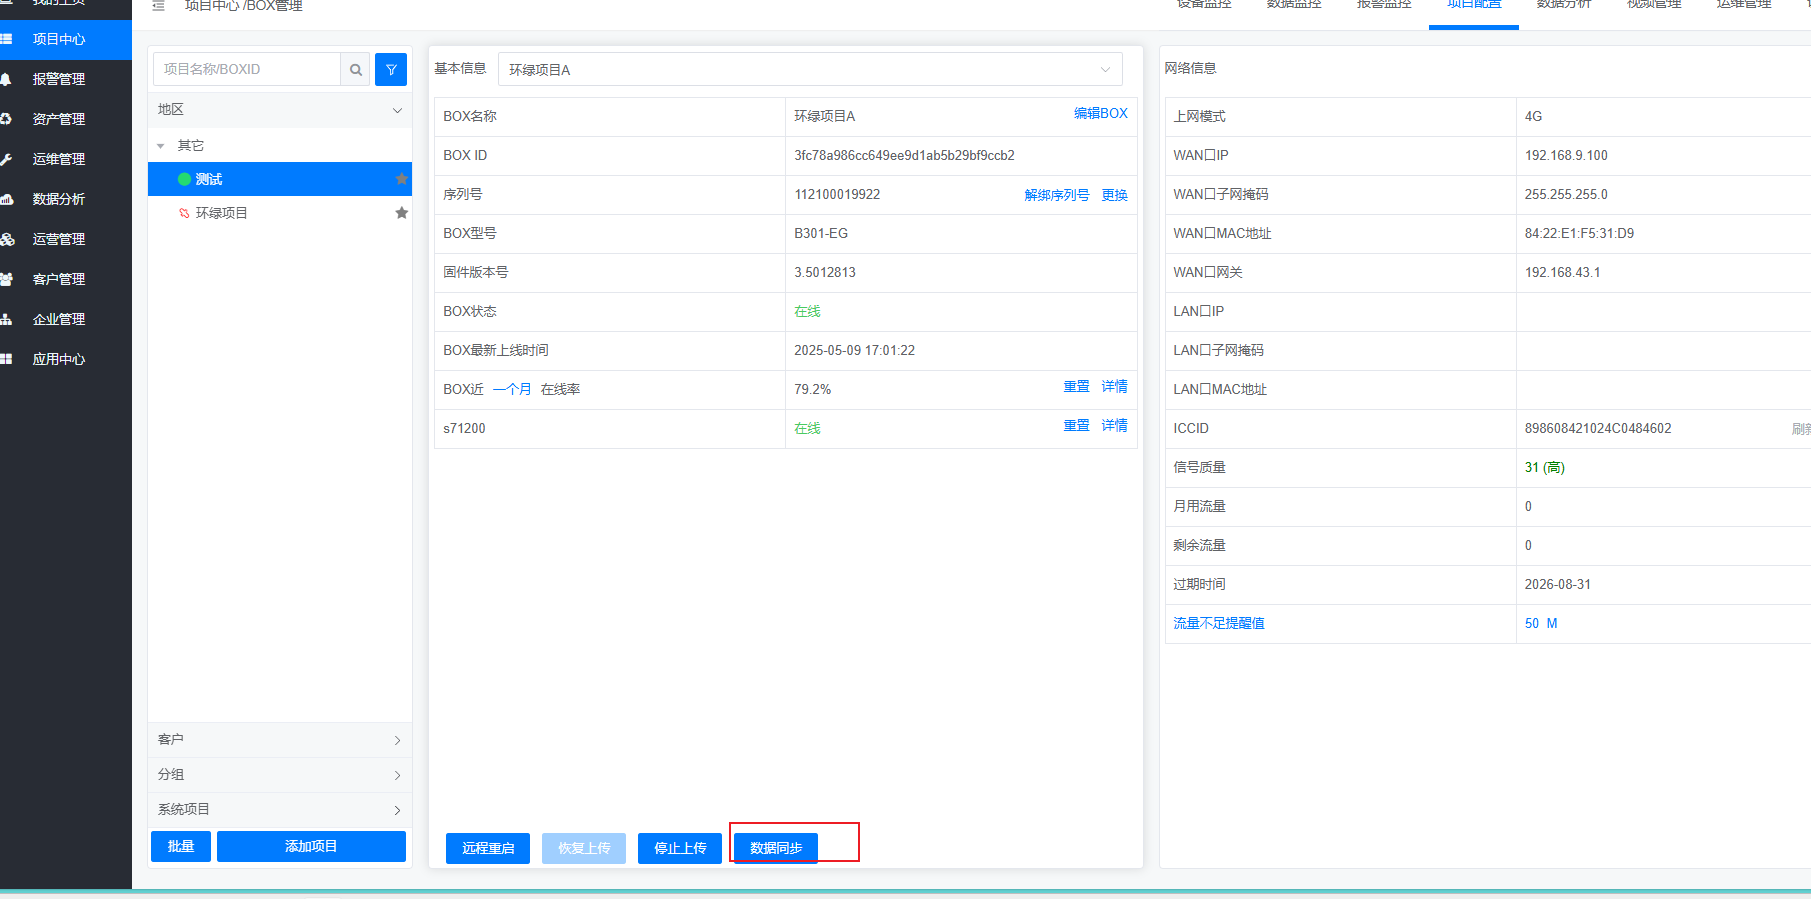 我的主页
项目中心
报警管理
资产管理
运维管理
数据分析
运营管理
客户管理
企业管理
应用中心
项目中心 /BOX管理
设备监控 数据监控 报警监控 项目配置 数据分析 视频管理 运维管理
项目名称/BOXID
地区
其它
测试
环绿项目
客户
分组
系统项目
批量 添加项目
基本信息 环绿项目A
BOX名称 环绿项目A 编辑BOX
BOX ID 3fc78a986cc649ee9d1ab5b29bf9ccb2
序列号 112100019922 解绑序列号 更换
BOX型号 B301-EG
固件版本号 3.5012813
BOX状态 在线
BOX最新上线时间 2025-05-09 17:01:22
BOX近 一个月 在线率 79.2% 重置 详情
s71200 在线 重置 详情
远程重启 恢复上传 停止上传 数据同步
网络信息
上网模式 4G
WAN口IP 192.168.9.100
WAN口子网掩码 255.255.255.0
WAN口MAC地址 84:22:E1:F5:31:D9
WAN口网关 192.168.43.1
LAN口IP
LAN口子网掩码
LAN口MAC地址
ICCID 898608421024C0484602 刷新
信号质量 31 (高)
月用流量 0
剩余流量 0
过期时间 2026-08-31
流量不足提醒值 50 M